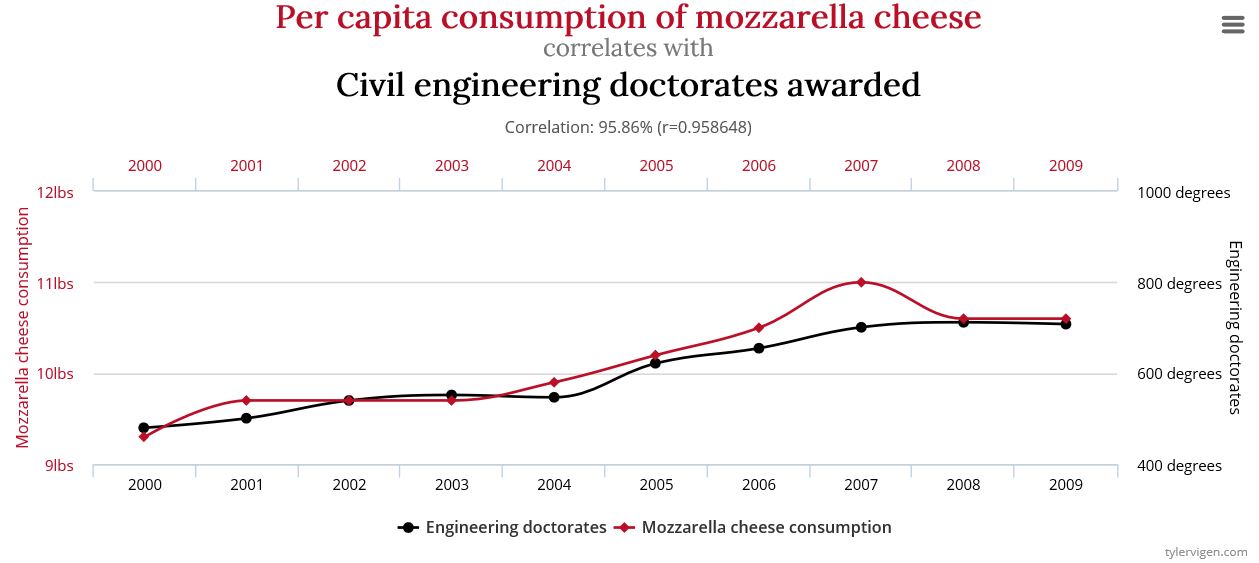 Per capita consumption of mozzarella cheese
correlates with
Civil engineering doctorates awarded
Correlation: 95.86% (r=0.958648)
2000 2001 2002 2003 2004 2005 2006 2007 2008 2009
Mozzarella cheese consumption
12lbs
11lbs
10lbs
9lbs
1000 degrees
800 degrees
600 degrees
400 degrees
Engineering doctorates
2000 2001 2002 2003 2004 2005 2006 2007 2008 2009
Engineering doctorates Mozzarella cheese consumption
tylervigen.com